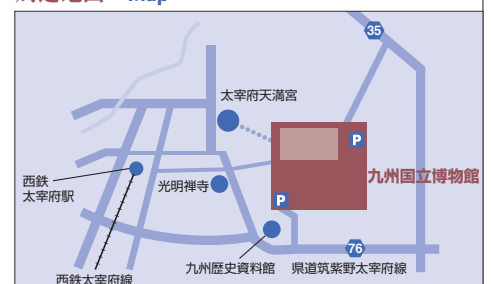 Map
35
太宰府天満宮
P
九州国立博物館
西鉄
太宰府駅
光明禅寺
P
76
九州歴史資料館
県道筑紫野太宰府線
西鉄太宰府線